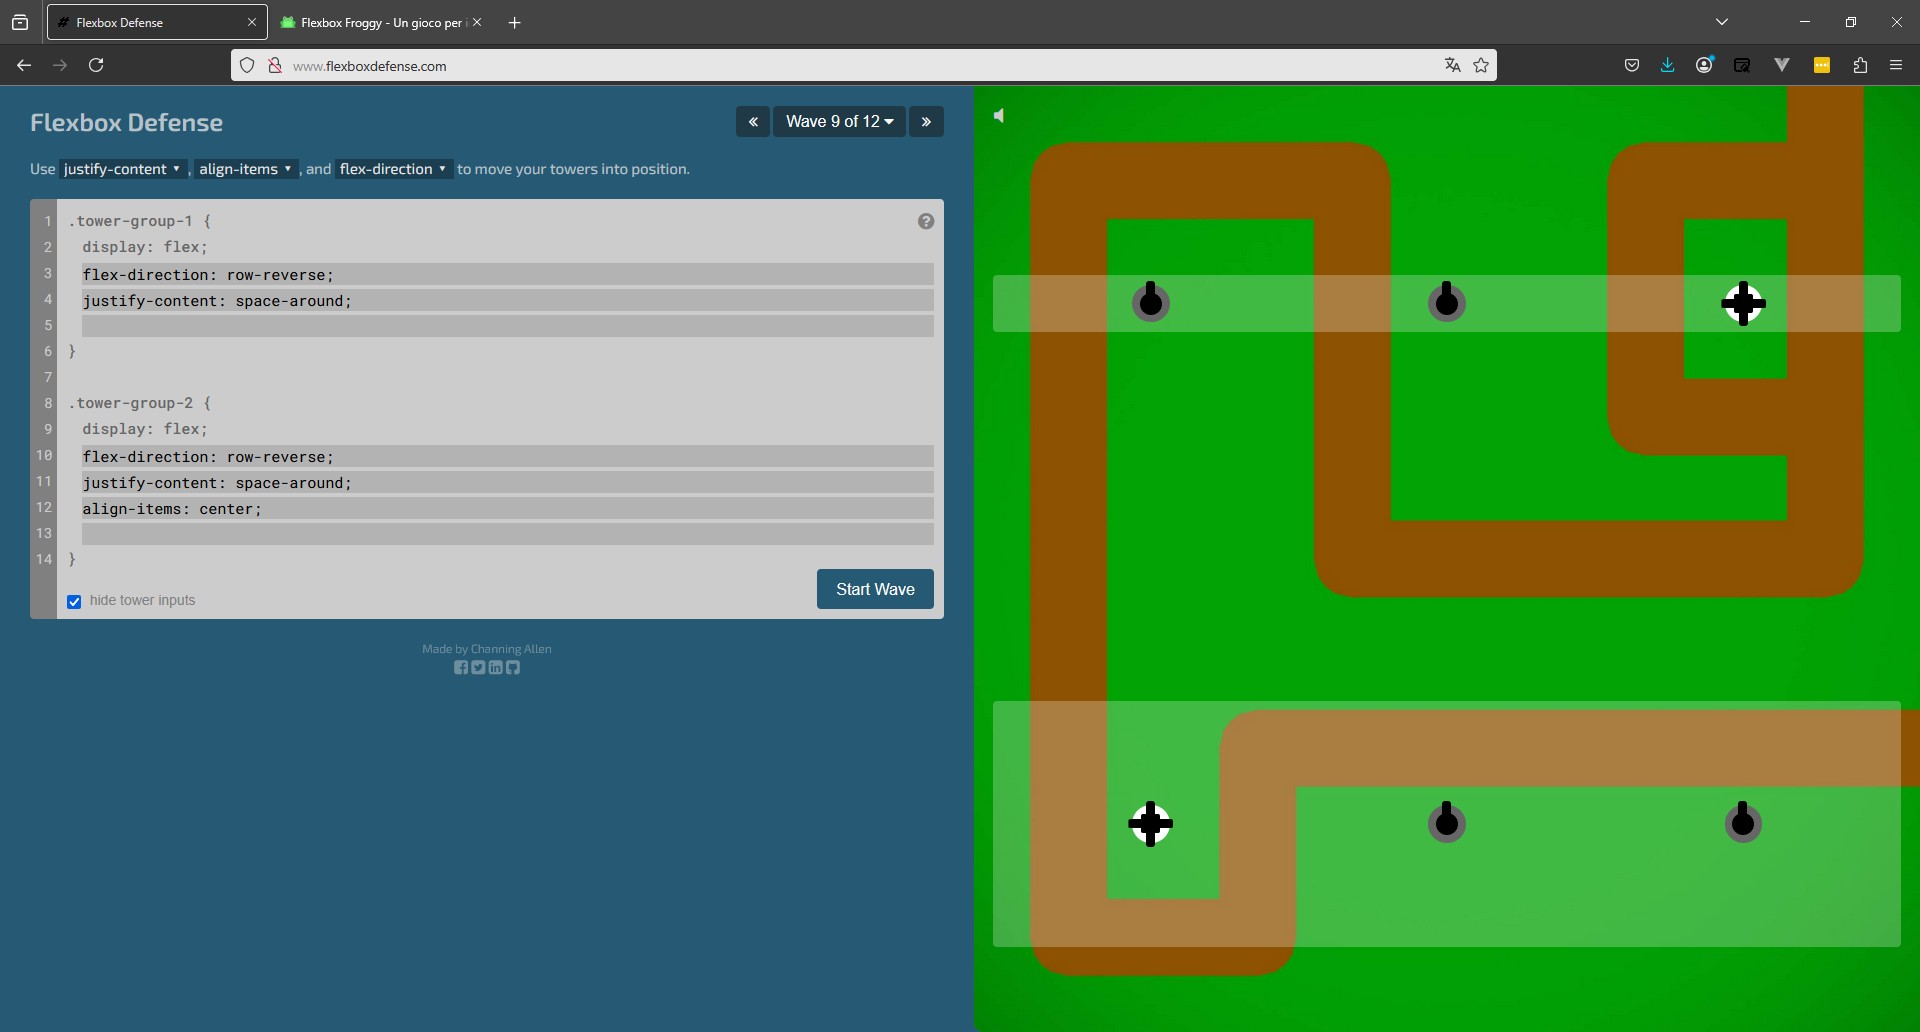 Flexbox Defense
Flexbox Froggy - Un gioco per i
www.flexboxdefense.com
Flexbox Defense
« Wave 9 of 12 »
Use justify-content , align-items , and flex-direction to move your towers into position.
1 .tower-group-1 {
2 display: flex;
3 flex-direction: row-reverse;
4 justify-content: space-around;
5
6 }
7
8 .tower-group-2 {
9 display: flex;
10 flex-direction: row-reverse;
11 justify-content: space-around;
12 align-items: center;
13
14 }
hide tower inputs
Start Wave
Made by Channing Allen